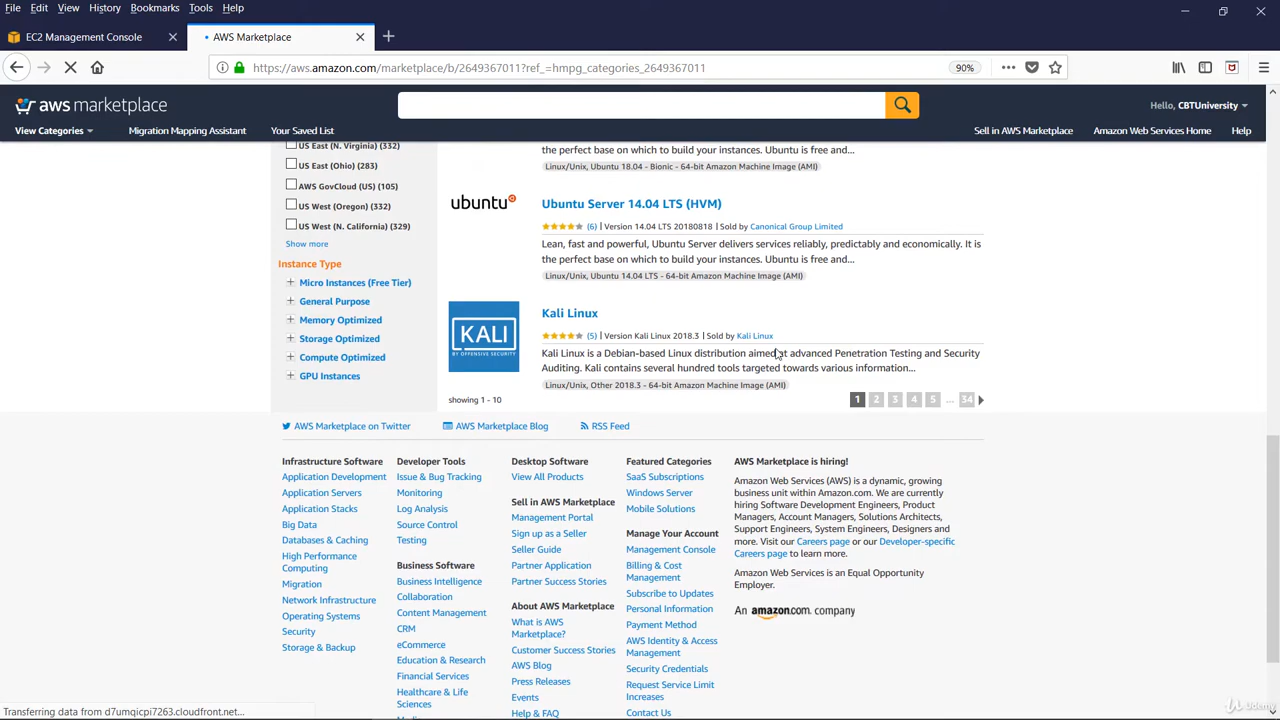 File Edit View History Bookmarks Tools Help
EC2 Management Console
AWS Marketplace
https://aws.amazon.com/marketplace/b/2649367011?ref_=hmpg_categories_2649367011
90%
aws marketplace
Hello, CBTUniversity
View Categories
Migration Mapping Assistant
Your Saved List
Sell in AWS Marketplace
Amazon Web Services Home
Help
US East (N. Virginia) (332)
US East (Ohio) (283)
AWS GovCloud (US) (105)
US West (Oregon) (332)
US West (N. California) (329)
Show more
Instance Type
Micro Instances (Free Tier)
General Purpose
Memory Optimized
Storage Optimized
Compute Optimized
GPU Instances
the perfect base on which to build your instances. Ubuntu is free and...
Linux/Unix, Ubuntu 18.04 - Bionic - 64-bit Amazon Machine Image (AMI)
ubuntu
Ubuntu Server 14.04 LTS (HVM)
(6) | Version 14.04 LTS 20180818 | Sold by Canonical Group Limited
Lean, fast and powerful, Ubuntu Server delivers services reliably, predictably and economically. It is
the perfect base on which to build your instances. Ubuntu is free and...
Linux/Unix, Ubuntu 14.04 LTS - 64-bit Amazon Machine Image (AMI)
KALI
BY OFFENSIVE SECURITY
Kali Linux
(5) | Version Kali Linux 2018.3 | Sold by Kali Linux
Kali Linux is a Debian-based Linux distribution aimed at advanced Penetration Testing and Security
Auditing. Kali contains several hundred tools targeted towards various information...
Linux/Unix, Other 2018.3 - 64-bit Amazon Machine Image (AMI)
showing 1 - 10
1 2 3 4 5 ... 34
AWS Marketplace on Twitter
AWS Marketplace Blog
RSS Feed
Infrastructure Software
Application Development
Application Servers
Application Stacks
Big Data
Databases & Caching
High Performance
Computing
Migration
Network Infrastructure
Operating Systems
Security
Storage & Backup
Developer Tools
Issue & Bug Tracking
Monitoring
Log Analysis
Source Control
Testing
Business Software
Business Intelligence
Collaboration
Content Management
CRM
eCommerce
Education & Research
Financial Services
Healthcare & Life
Sciences
Desktop Software
View All Products
Sell in AWS Marketplace
Management Portal
Sign up as a Seller
Seller Guide
Partner Application
Partner Success Stories
About AWS Marketplace
What is AWS
Marketplace?
Customer Success Stories
AWS Blog
Press Releases
Events
Help & FAQ
Featured Categories
SaaS Subscriptions
Windows Server
Mobile Solutions
Manage Your Account
Management Console
Billing & Cost
Management
Subscribe to Updates
Personal Information
Payment Method
AWS Identity & Access
Management
Security Credentials
Request Service Limit
Increases
Contact Us
AWS Marketplace is hiring!
Amazon Web Services (AWS) is a dynamic, growing
business unit within Amazon.com. We are currently
hiring Software Development Engineers, Product
Managers, Account Managers, Solutions Architects,
Support Engineers, System Engineers, Designers and
more. Visit our Careers page or our Developer-specific
Careers page to learn more.
Amazon Web Services is an Equal Opportunity
Employer.
An amazon.com company
Transferring data from d7umqicpi7263.cloudfront.net...
Udemy